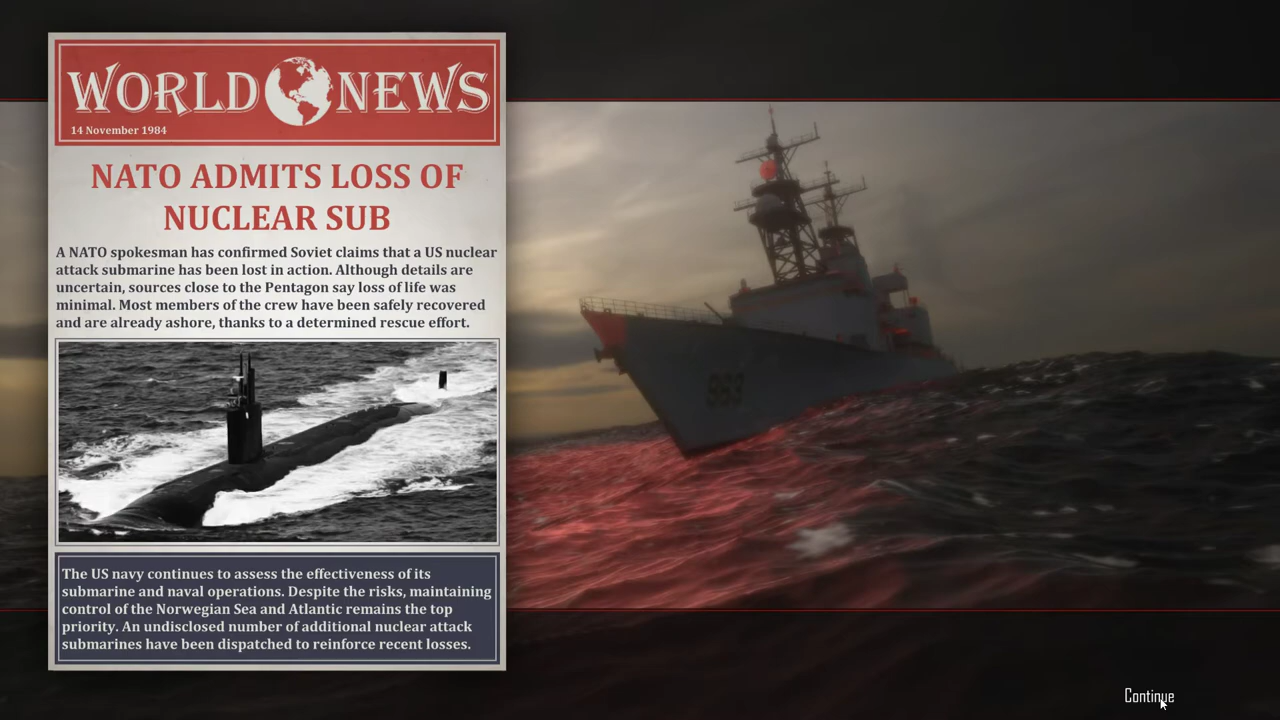 WORLD NEWS
14 November 1984
NATO ADMITS LOSS OF
NUCLEAR SUB
A NATO spokesman has confirmed Soviet claims that a US nuclear
attack submarine has been lost in action. Although details are
uncertain, sources close to the Pentagon say loss of life was
minimal. Most members of the crew have been safely recovered
and are already ashore, thanks to a determined rescue effort.
The US navy continues to assess the effectiveness of its
submarine and naval operations. Despite the risks, maintaining
control of the Norwegian Sea and Atlantic remains the top
priority. An undisclosed number of additional nuclear attack
submarines have been dispatched to reinforce recent losses.
Continue